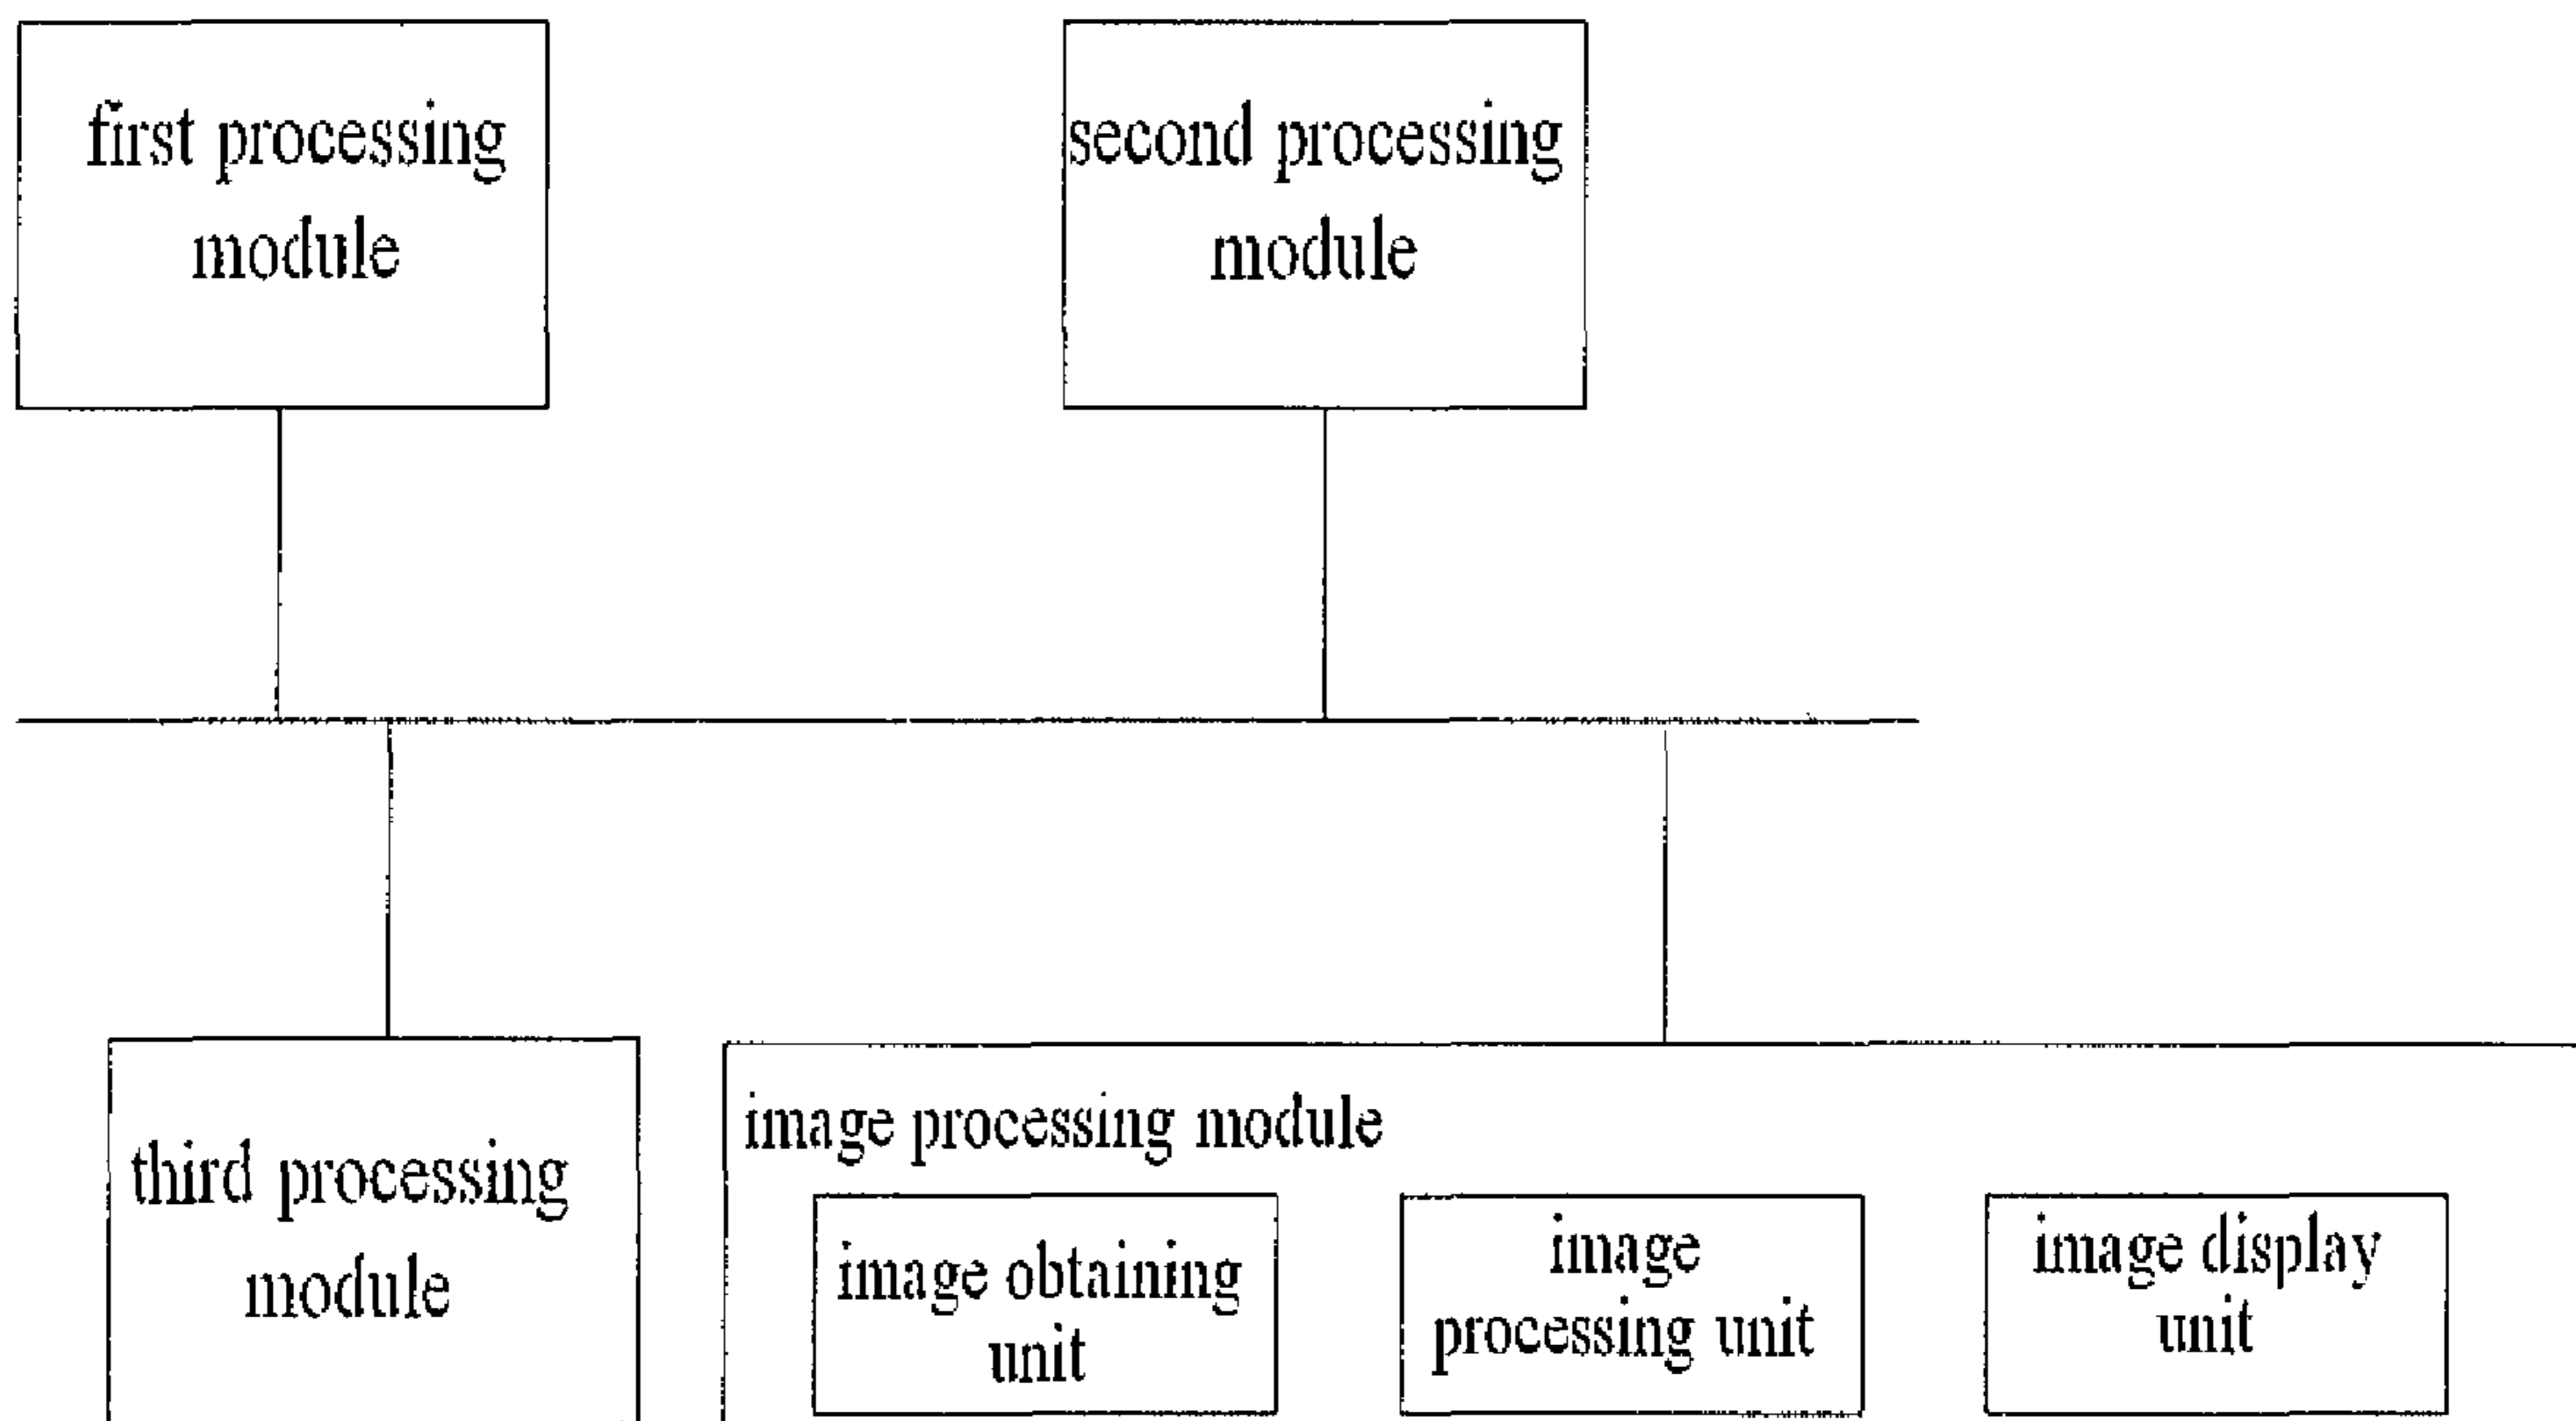 first processing
module
second processing
module
third processing
module
image processing module
image obtaining
unit
image
processing unit
image display
unit